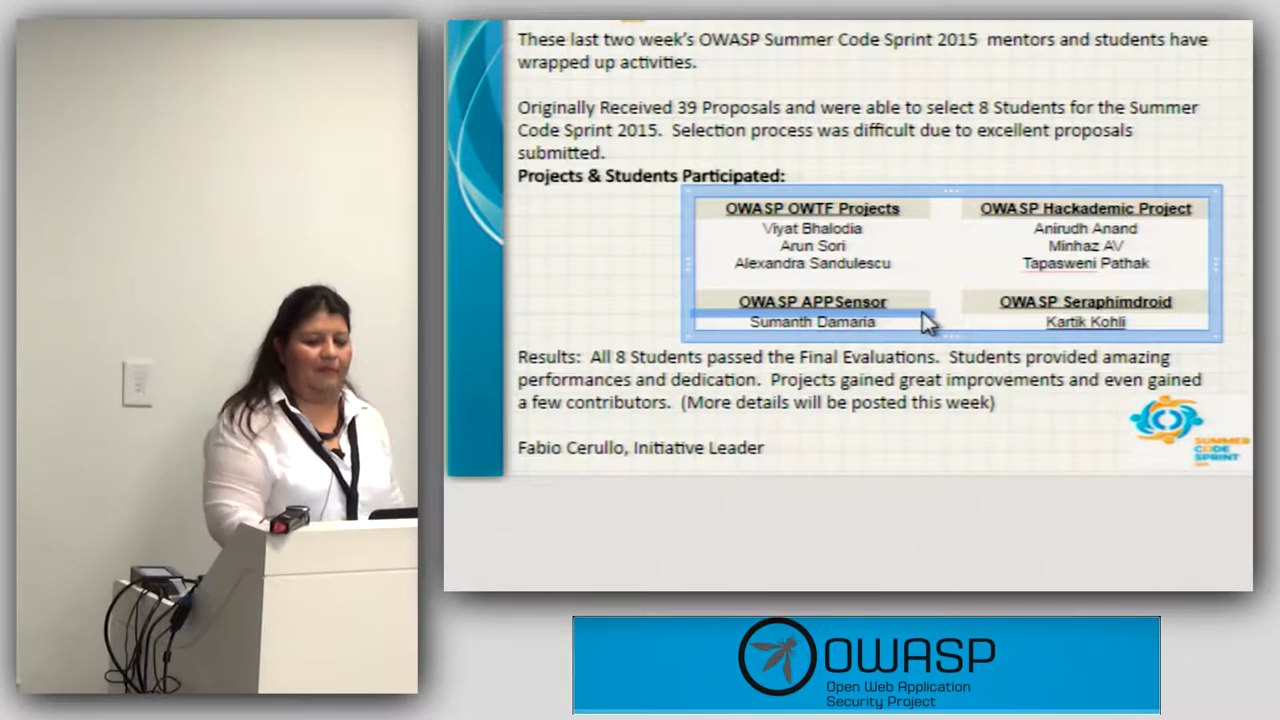 These last two week's OWASP Summer Code Sprint 2015 mentors and students have
wrapped up activities.
Originally Received 39 Proposals and were able to select 8 Students for the Summer
Code Sprint 2015. Selection process was difficult due to excellent proposals
submitted.
Projects & Students Participated:
OWASP OWTF Projects
Viyat Bhalodia
Arun Sori
Alexandra Sandulescu
OWASP Hackademic Project
Anirudh Anand
Minhaz AV
Tapasweni Pathak
OWASP APPSensor
Sumanth Damaria
OWASP Seraphimdroid
Kartik Kohli
Results: All 8 Students passed the Final Evaluations. Students provided amazing
performances and dedication. Projects gained great improvements and even gained
a few contributors. (More details will be posted this week)
Fabio Cerullo, Initiative Leader
SUMMER
CODE
SPRINT
OWASP
Open Web Application
Security Project